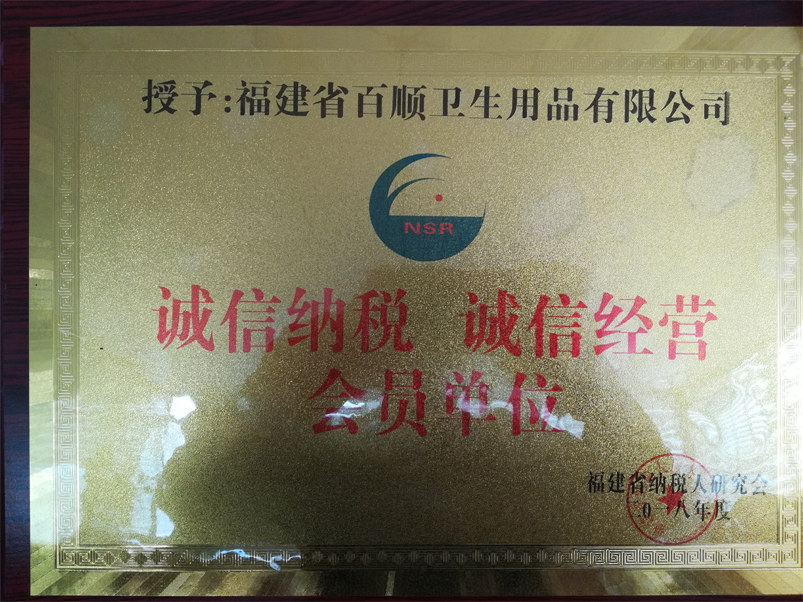 授予:福建省百顺卫生用品有限公司
NSR
诚信纳税 诚信经营
会员单位
福建省纳税人研究会
二0一八年度